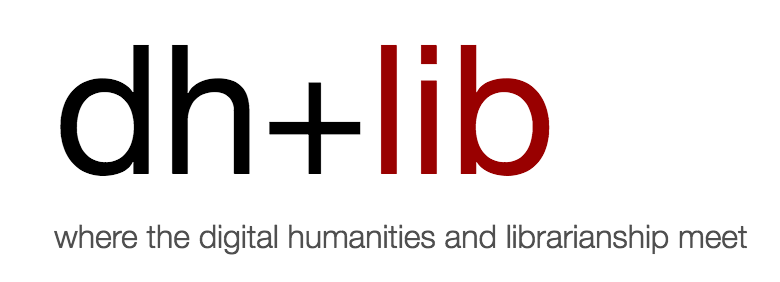 dh+lib
where the digital humanities and librarianship meet